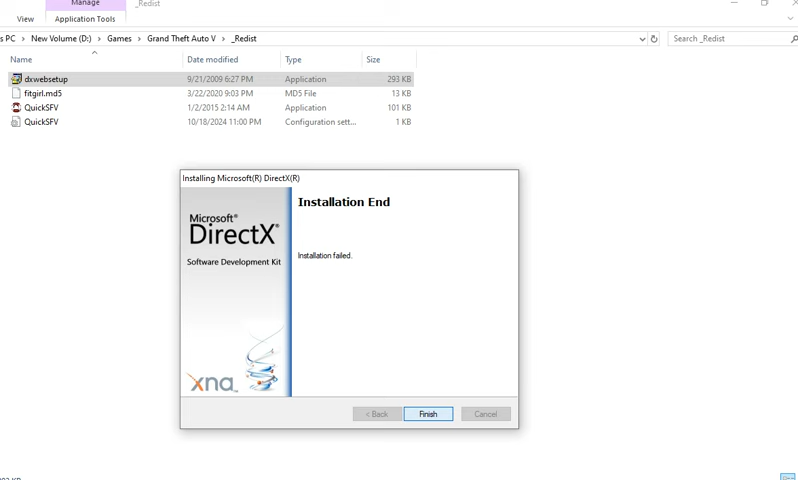 Manage
_Redist
View
Application Tools
s PC > New Volume (D:) > Games > Grand Theft Auto V > _Redist
Search _Redist
Name
Date modified
Type
Size
dxwebsetup
9/21/2009 6:27 PM
Application
293 KB
fitgirl.md5
3/22/2020 9:03 PM
MD5 File
13 KB
QuickSFV
1/2/2015 2:14 AM
Application
101 KB
QuickSFV
10/18/2024 11:00 PM
Configuration sett...
1 KB
Installing Microsoft(R) DirectX(R)
Microsoft®
DirectX®
Software Development Kit
xna
Installation End
Installation failed.
< Back
Finish
Cancel